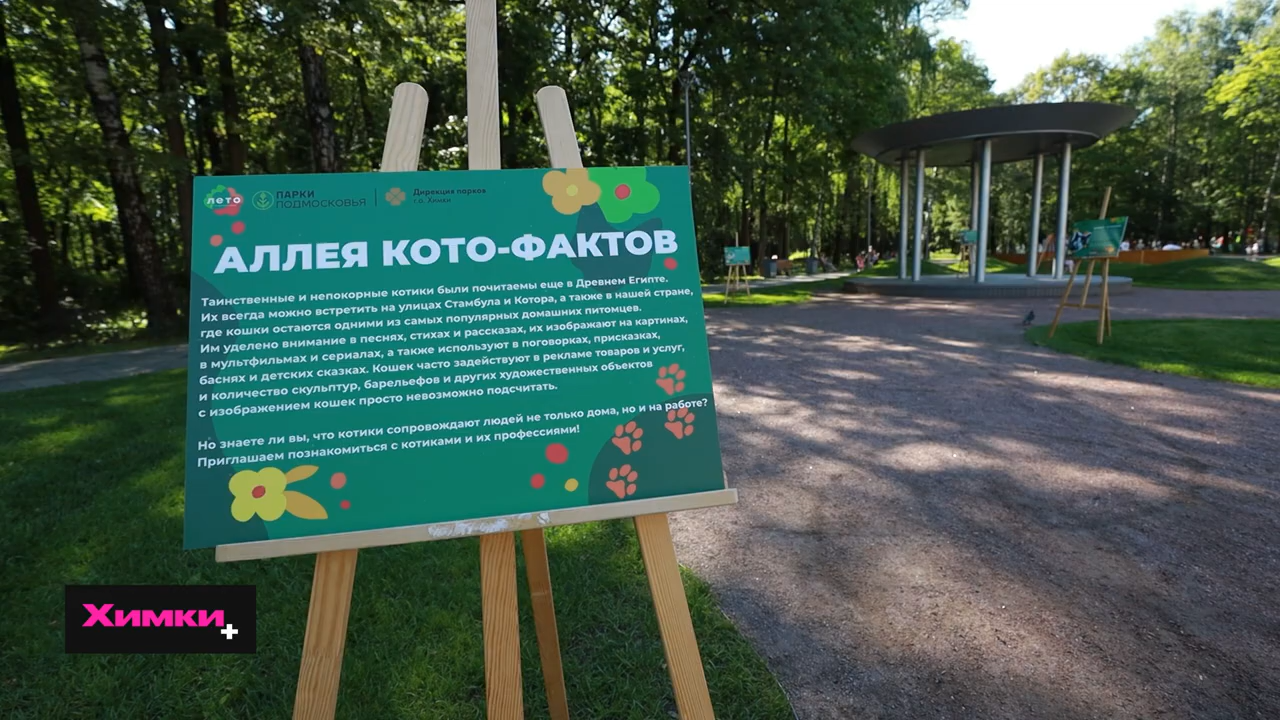 лето
ПАРКИ
ПОДМОСКОВЬЯ
Дирекция парков
г.о. Химки
АЛЛЕЯ КОТО-ФАКТОВ
Таинственные и непокорные котики были почитаемы еще в Древнем Египте.
Их всегда можно встретить на улицах Стамбула и Котора, а также в нашей стране,
где кошки остаются одними из самых популярных домашних питомцев.
Им уделено внимание в песнях, стихах и рассказах, их изображают на картинах,
в мультфильмах и сериалах, а также используют в поговорках, присказках,
баснях и детских сказках. Кошек часто задействуют в рекламе товаров и услуг,
и количество скульптур, барельефов и других художественных объектов
с изображением кошек просто невозможно подсчитать.
Но знаете ли вы, что котики сопровождают людей не только дома, но и на работе?
Приглашаем познакомиться с котиками и их профессиями!
Химки+